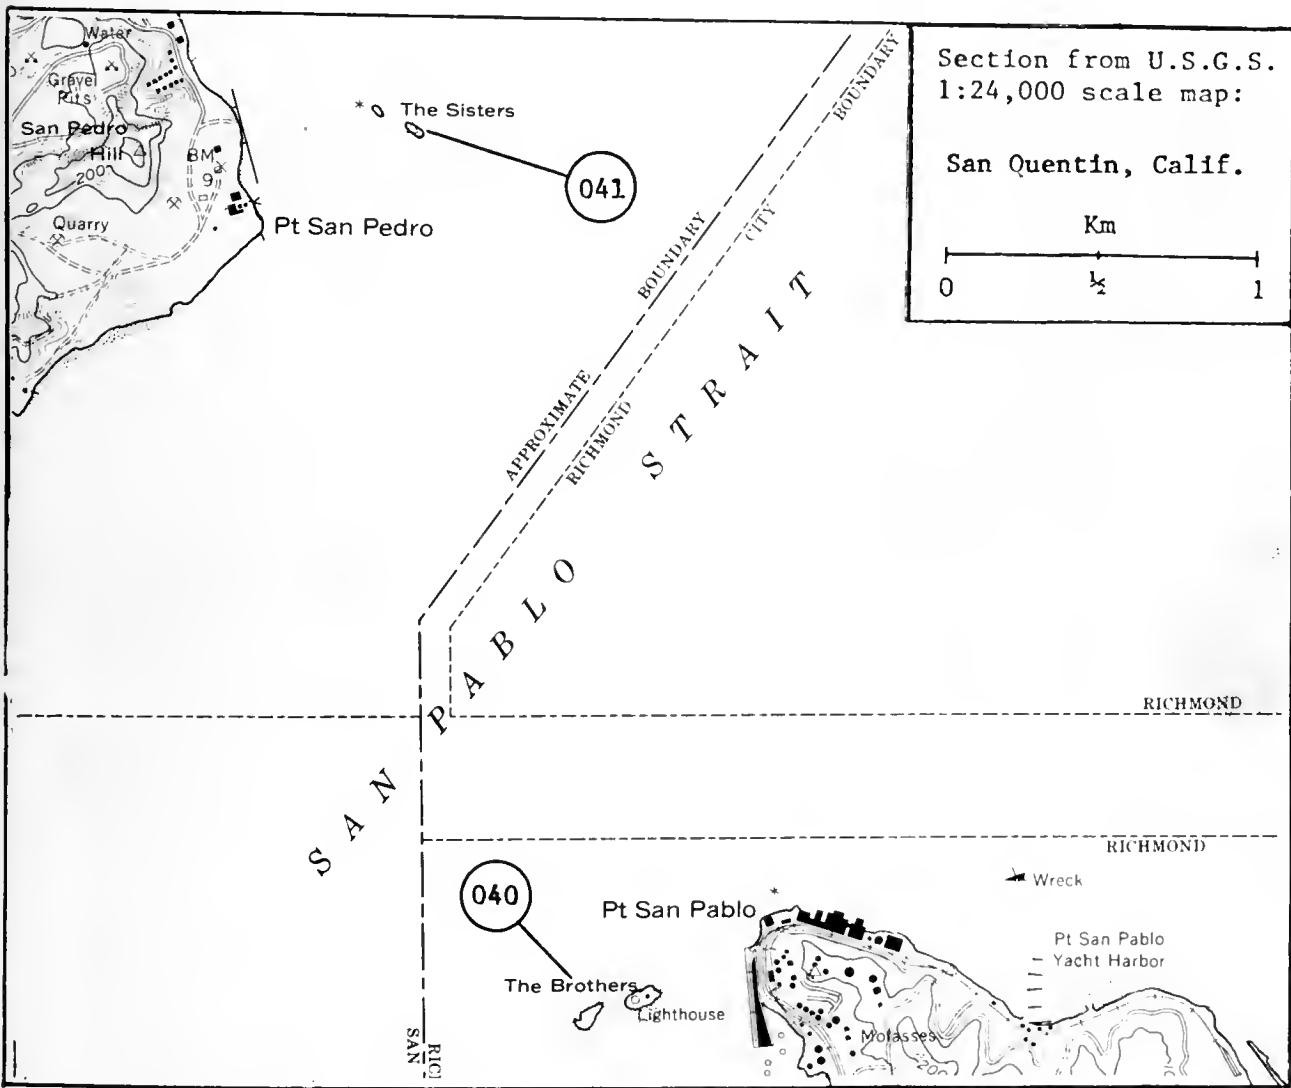 Section from U.S.G.S.
1:24,000 scale map:
San Quentin, Calif.
Km
0 ½ 1
Water
Gravel
Pits
San Pedro
Hill
200
BM
9
Quarry
Pt San Pedro
The Sisters
041
APPROXIMATE BOUNDARY
RICHMOND CITY BOUNDARY
SAN PABLO STRAIT
RICHMOND
RICHMOND
040
Pt San Pablo
Wreck
Pt San Pablo
Yacht Harbor
The Brothers
Lighthouse
Molasses
200
SAN
RICI